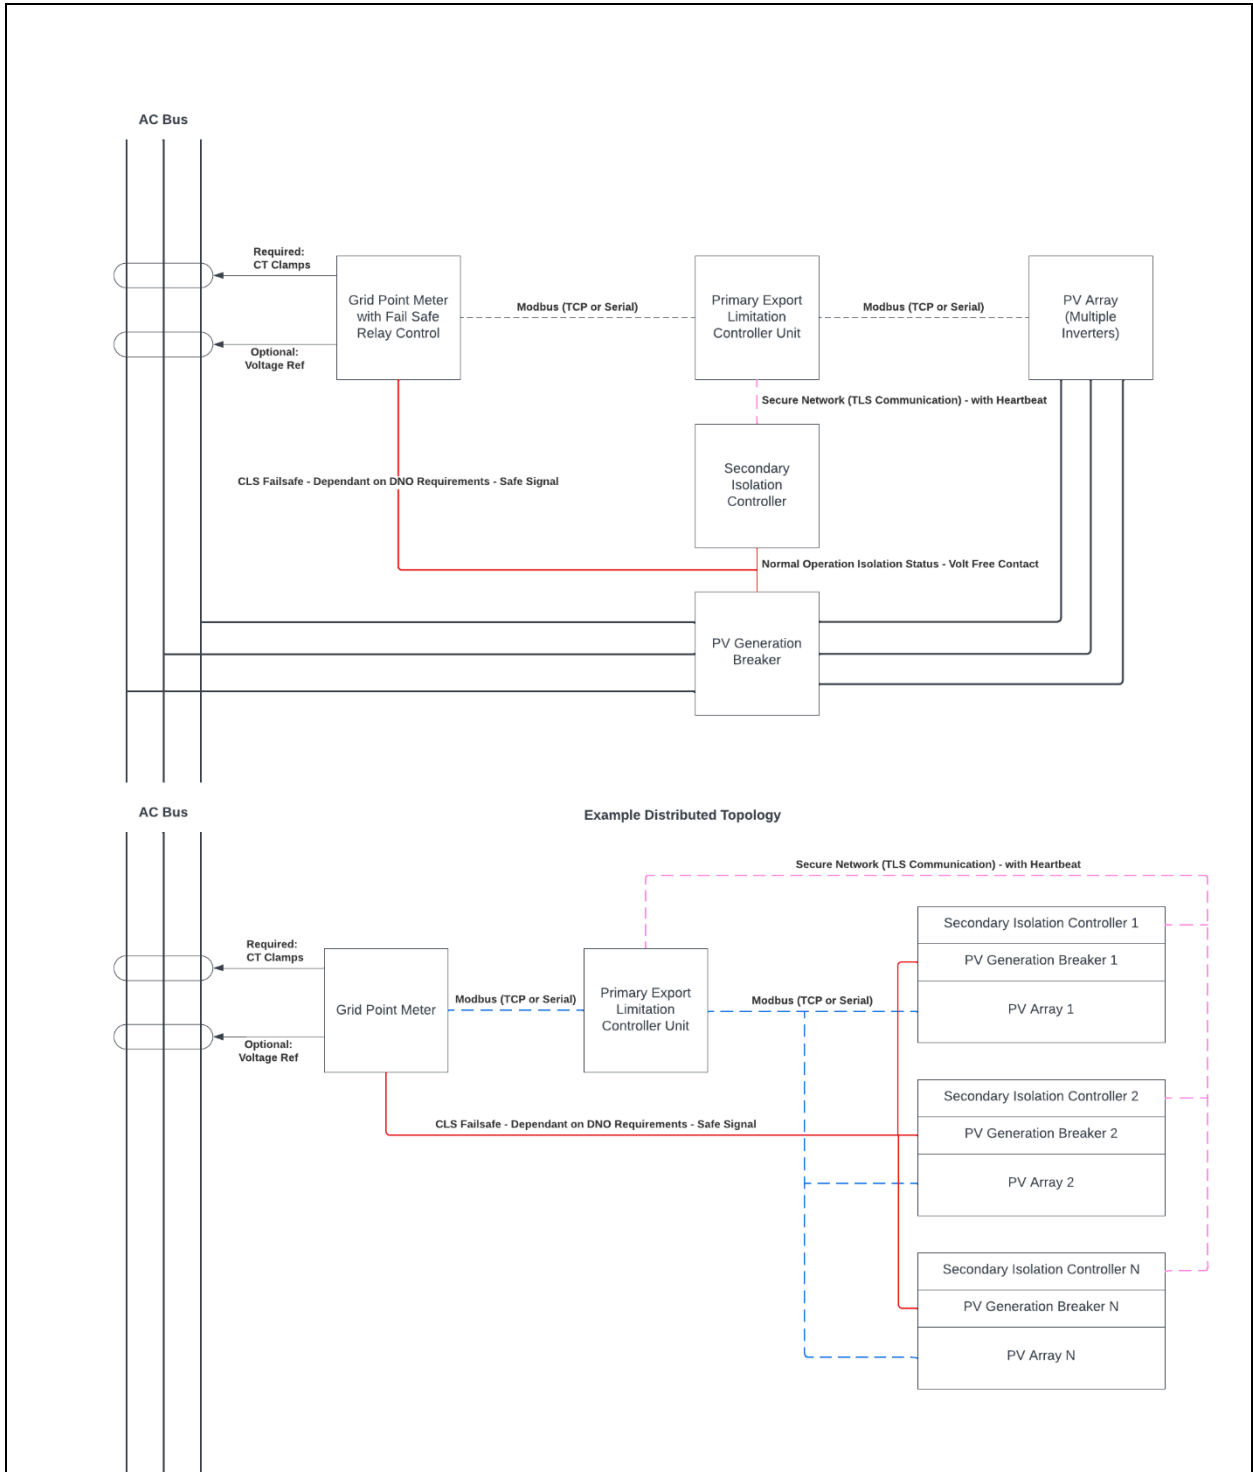 AC Bus
Required:
CT Clamps
Optional:
Voltage Ref
Grid Point Meter
with Fail Safe
Relay Control
Modbus (TCP or Serial)
Primary Export
Limitation
Controller Unit
Modbus (TCP or Serial)
PV Array
(Multiple
Inverters)
Secure Network (TLS Communication) - with Heartbeat
Secondary
Isolation
Controller
CLS Failsafe - Dependant on DNO Requirements - Safe Signal
Normal Operation Isolation Status - Volt Free Contact
PV Generation
Breaker
AC Bus
Example Distributed Topology
Secure Network (TLS Communication) - with Heartbeat
Required:
CT Clamps
Optional:
Voltage Ref
Grid Point Meter
Modbus (TCP or Serial)
Primary Export
Limitation
Controller Unit
Modbus (TCP or Serial)
Secondary Isolation Controller 1
PV Generation Breaker 1
PV Array 1
CLS Failsafe - Dependant on DNO Requirements - Safe Signal
Secondary Isolation Controller 2
PV Generation Breaker 2
PV Array 2
Secondary Isolation Controller N
PV Generation Breaker N
PV Array N